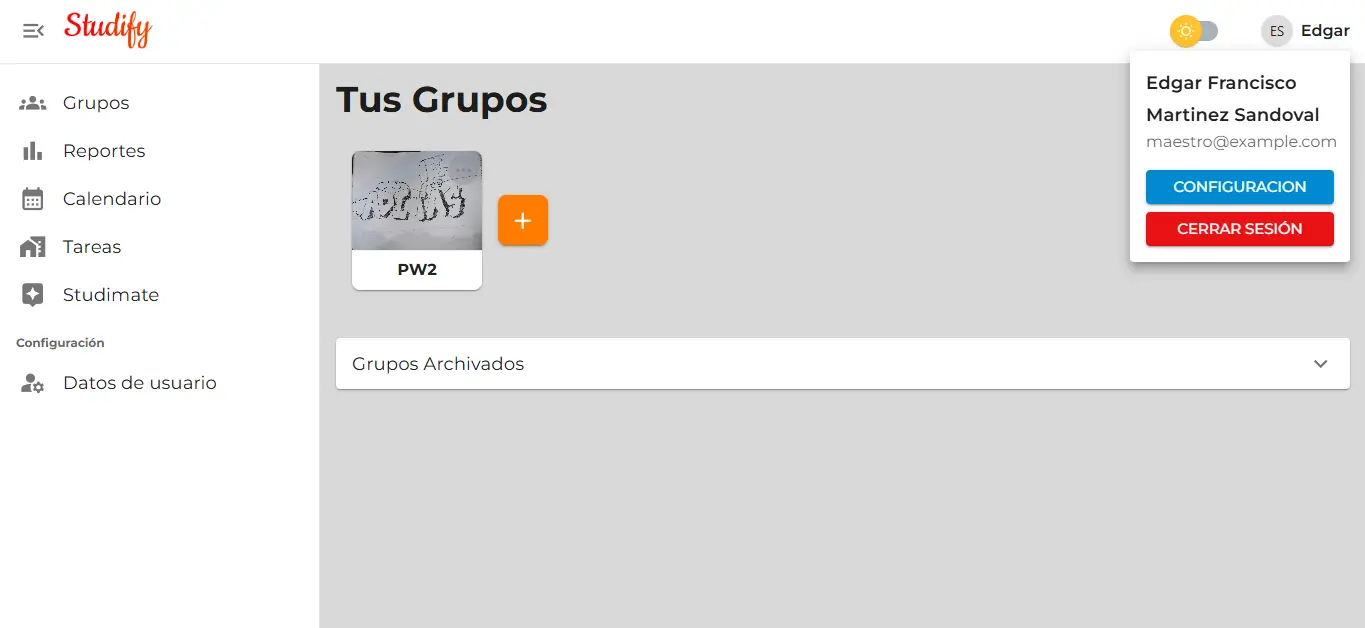 Studify
ES
Edgar
Edgar Francisco
Martinez Sandoval
maestro@example.com
CONFIGURACION
CERRAR SESIÓN
Grupos
Reportes
Calendario
Tareas
Studimate
Configuración
Datos de usuario
Tus Grupos
PW2
Grupos Archivados